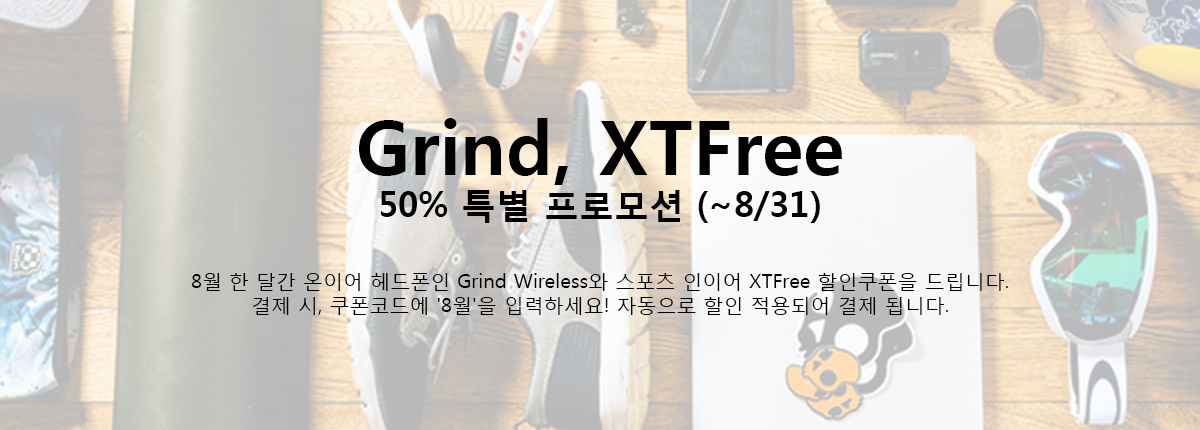 Grind, XTFree
50% 특별 프로모션 (~8/31)
8월 한 달간 온이어 헤드폰인 Grind Wireless와 스포츠 인이어 XTFree 할인쿠폰을 드립니다.
결제 시, 쿠폰코드에 '8월'을 입력하세요! 자동으로 할인 적용되어 결제 됩니다.